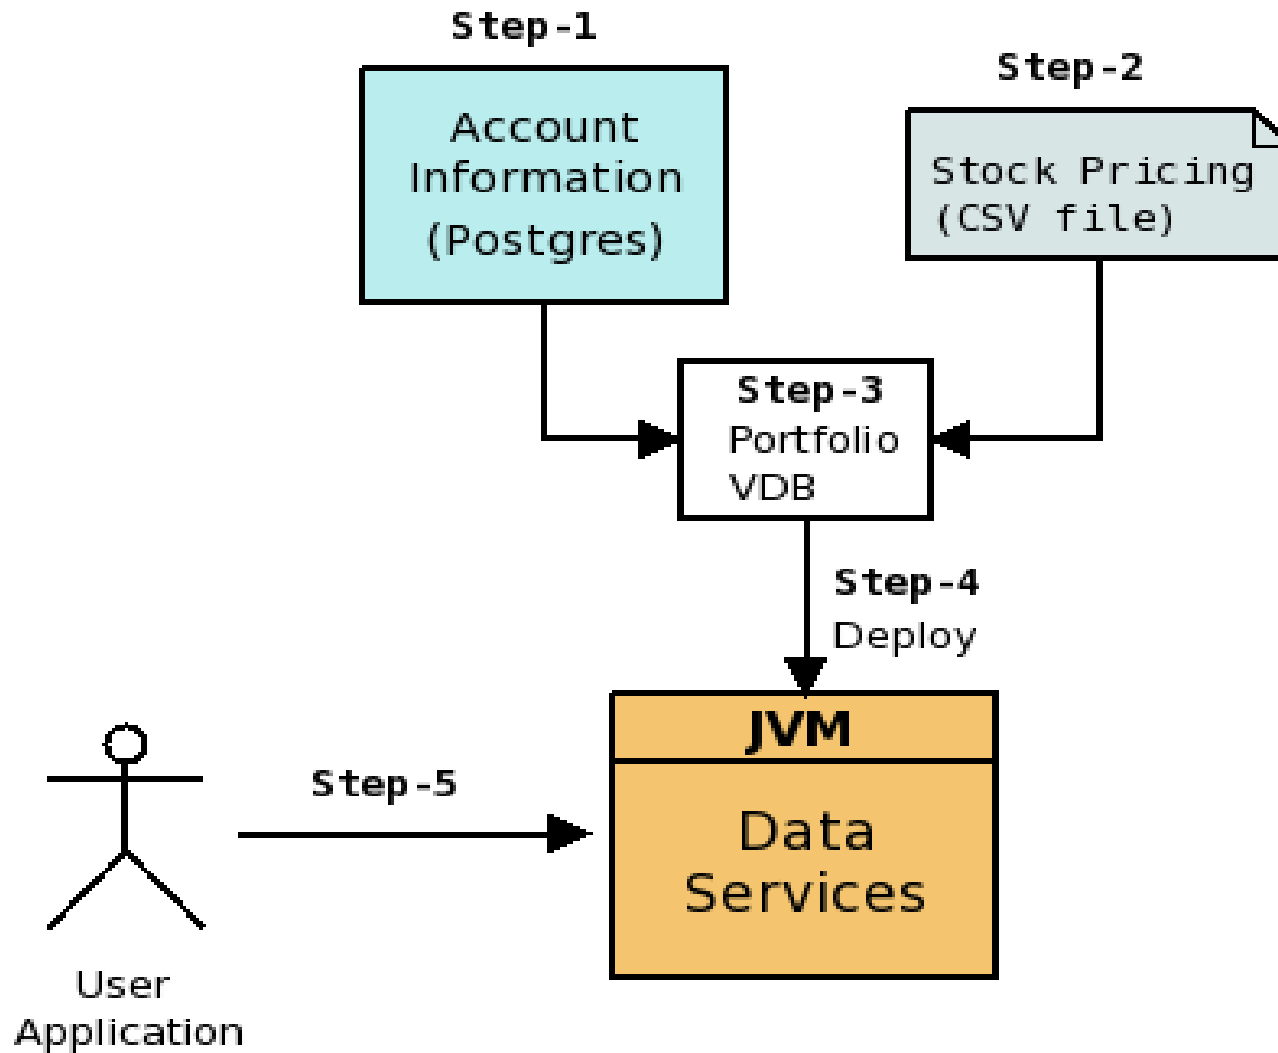 Step-1
Account
Information
(Postgres)
Step-2
Stock Pricing
(CSV file)
Step-3
Portfolio
VDB
Step-4
Deploy
JVM
Data
Services
Step-5
User
Application